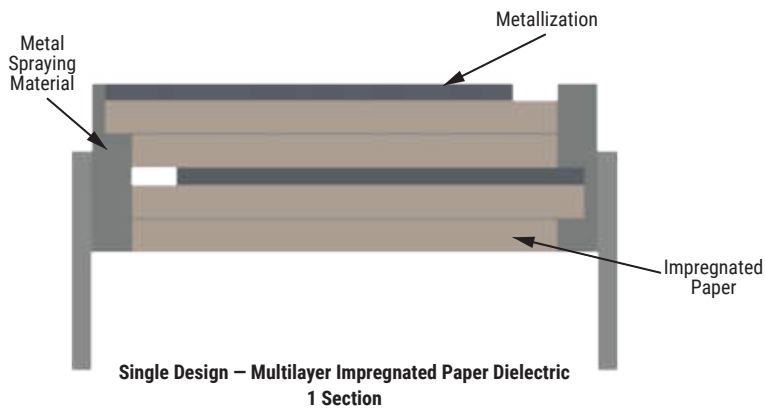 Metallization
Metal
Spraying
Material
Impregnated
Paper
Single Design — Multilayer Impregnated Paper Dielectric
1 Section